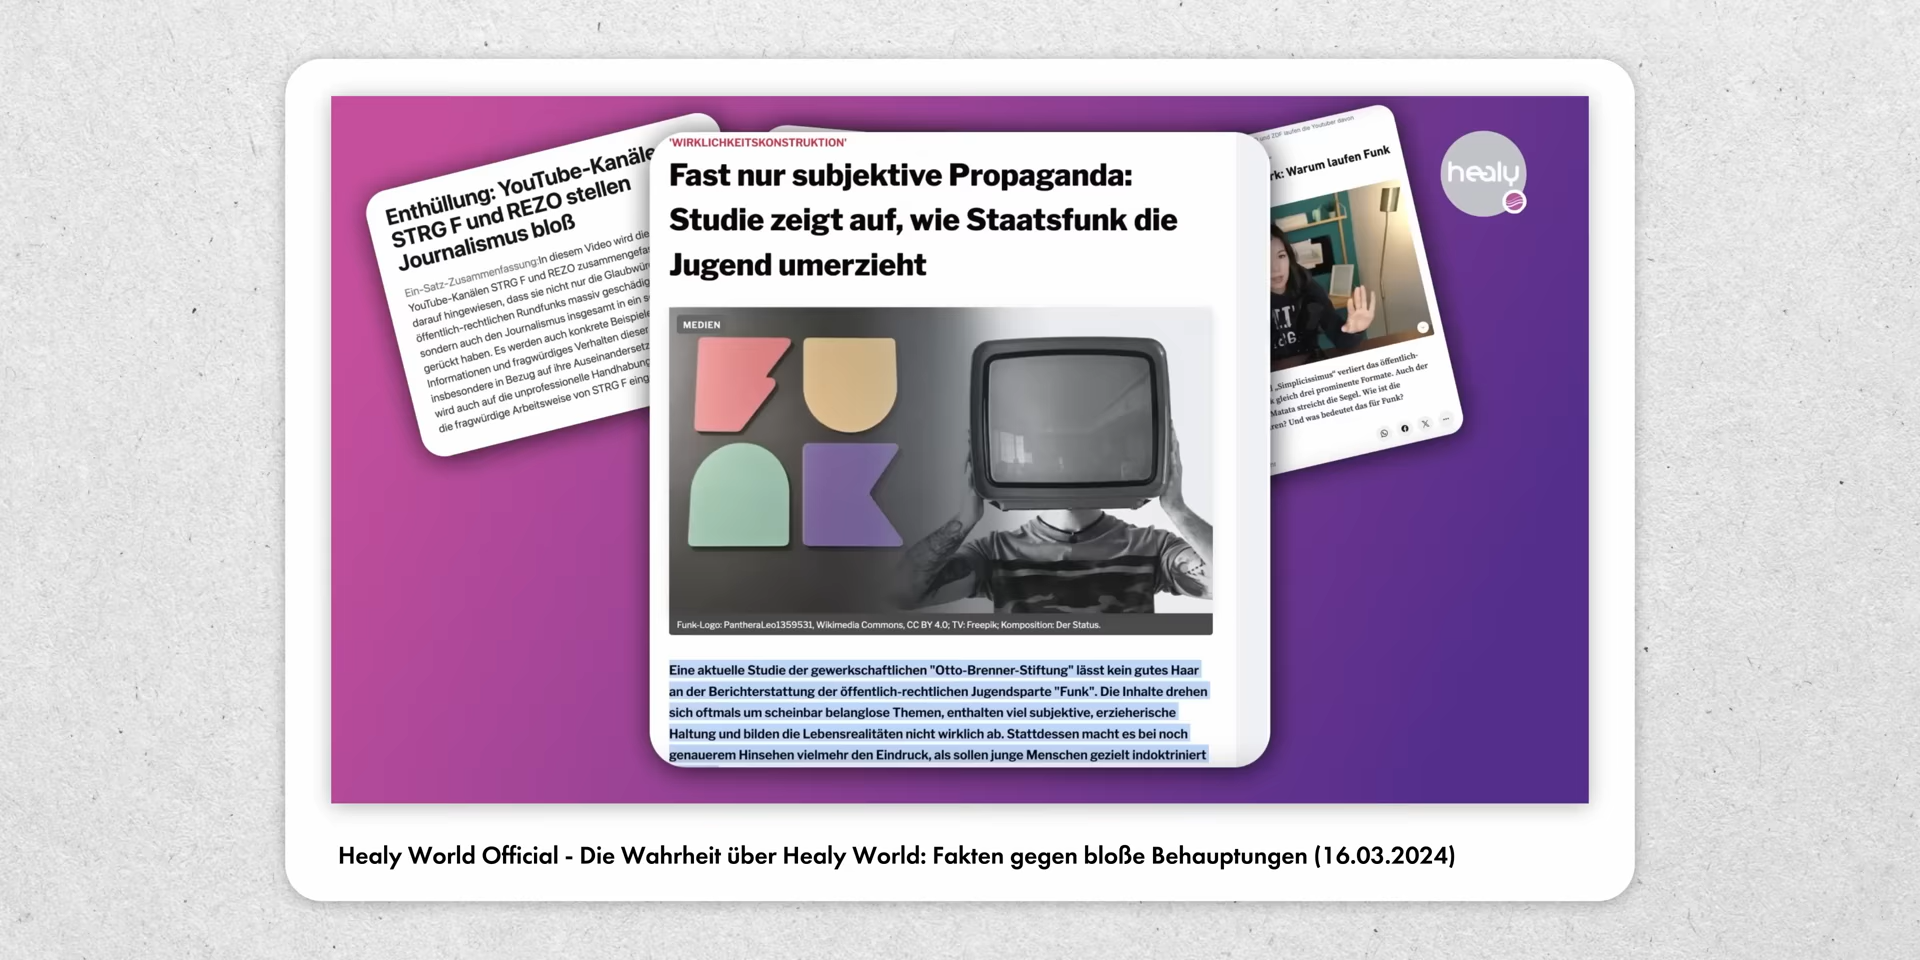 Enthüllung: YouTube-Kanäle
STRG F und REZO stellen
Journalismus bloß
Ein-Satz-Zusammenfassung:In diesem Video wird die
YouTube-Kanälen STRG F und REZO
darauf hingewiesen, dass sie nicht nur die
öffentlich-rechtlichen Rundfunks massiv
sondern auch den Journalismus insgesamt in ein
gerückt haben. Es werden auch konkrete Beispiele
Informationen und fragwürdiges Verhalten dieser
insbesondere in Bezug auf ihre
wird auch auf die unprofessionelle Handhabung
die fragwürdige Arbeitsweise von STRG F
'WIRKLICHKEITSKONSTRUKTION'
Fast nur subjektive Propaganda:
Studie zeigt auf, wie Staatsfunk die
Jugend umerzieht
MEDIEN
Funk-Logo: PantheraLeo1359531, Wikimedia Commons, CC BY 4.0; TV: Freepik; Komposition: Der Status.
Eine aktuelle Studie der gewerkschaftlichen "Otto-Brenner-Stiftung" lässt kein gutes Haar
an der Berichterstattung der öffentlich-rechtlichen Jugendsparte "Funk". Die Inhalte drehen
sich oftmals um scheinbar belanglose Themen, enthalten viel subjektive, erzieherische
Haltung und bilden die Lebensrealitäten nicht wirklich ab. Stattdessen macht es bei noch
genauerem Hinsehen vielmehr den Eindruck, als sollen junge Menschen gezielt indoktriniert
und ZDF laufen die Youtuber davon
Warum laufen Funk
„Simplicissimus" verliert das öffentlich-
gleich drei prominente Formate. Auch der
Matata streicht die Segel. Wie ist die
Und was bedeutet das für Funk?
healy
Healy World Official - Die Wahrheit über Healy World: Fakten gegen bloße Behauptungen (16.03.2024)